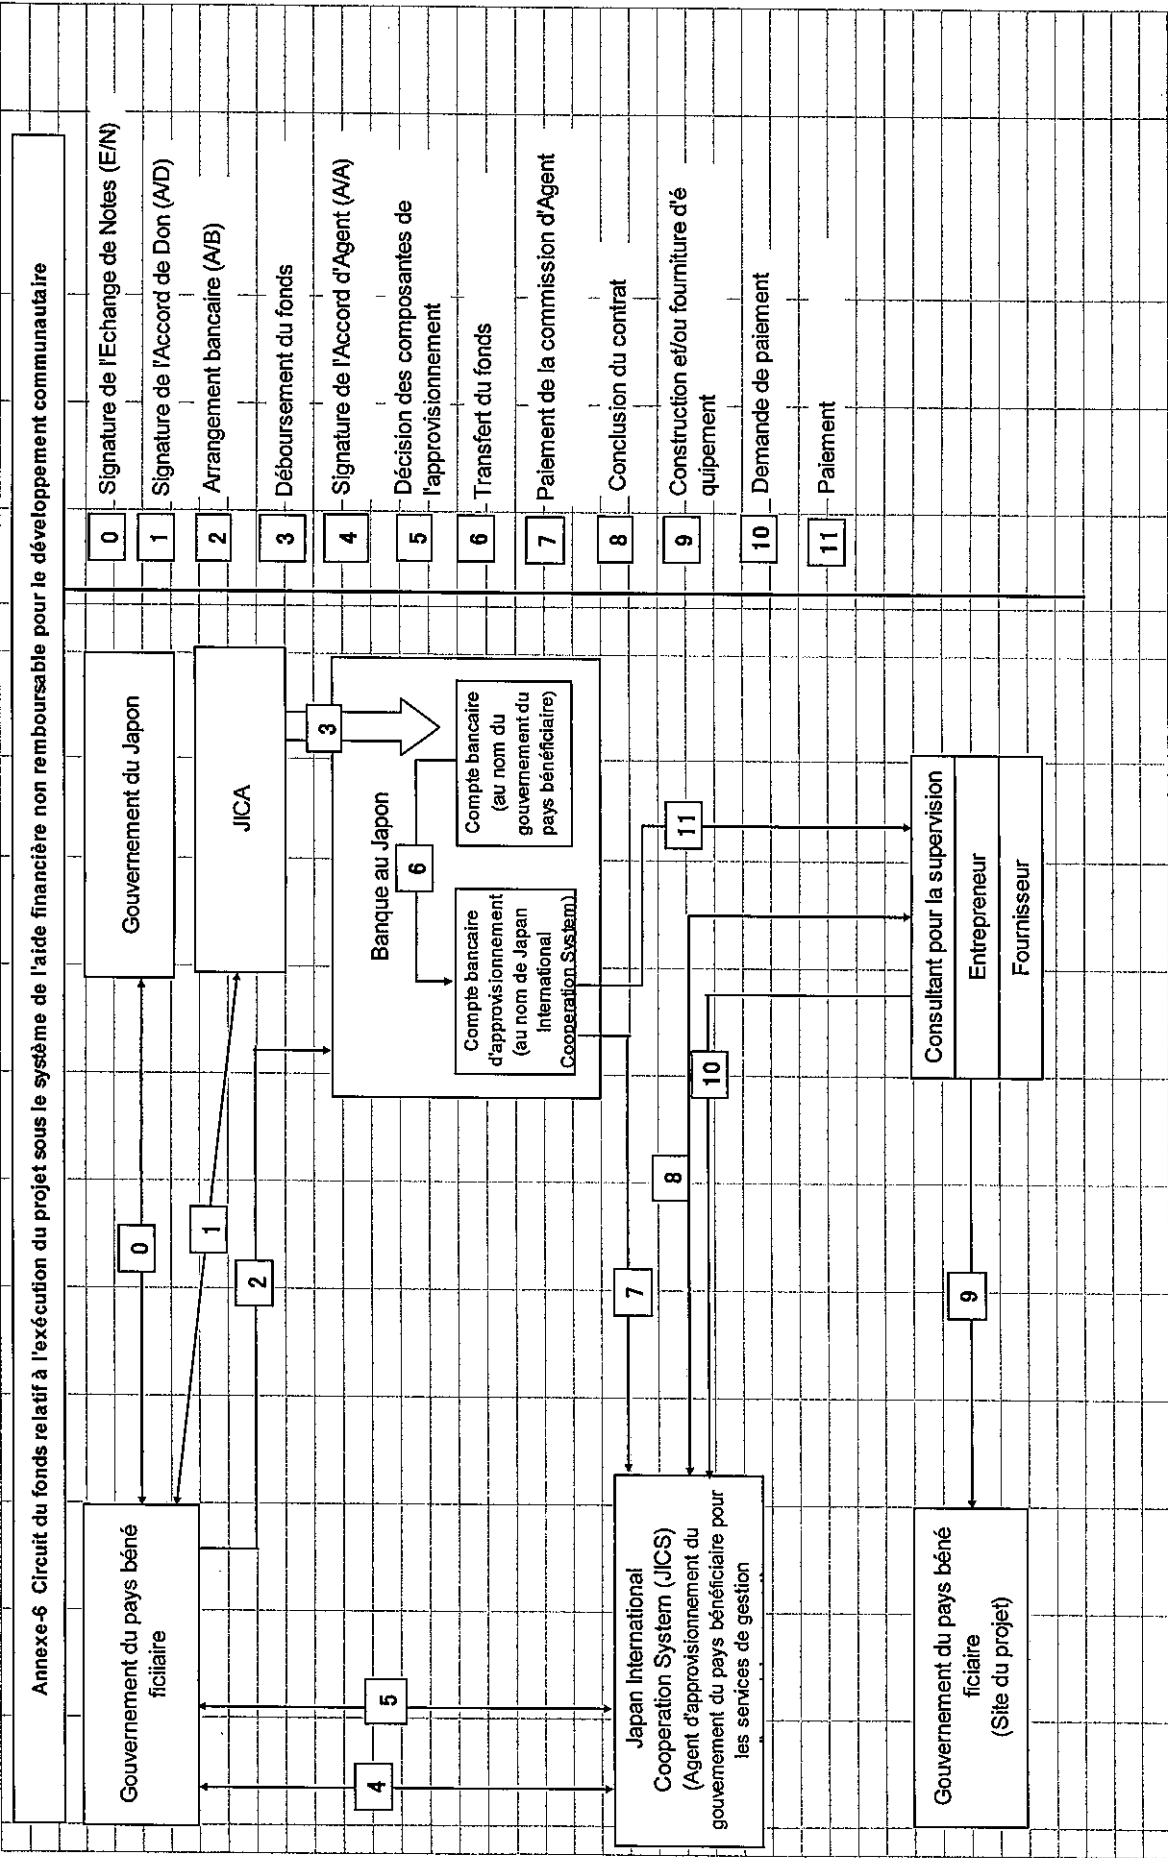 Annexe-6 Circuit du fonds relatif à l'exécution du projet sous le système de l'aide financière non remboursable pour le développement communautaire
Gouvernement du pays béné
ficiiaire
0
1
2
Gouvernement du Japon
JICA
3
Banque au Japon
6
Compte bancaire
d'approvisionnement
(au nom de Japan
International
Cooperation System)
Compte bancaire
(au nom du
gouvernement du
pays bénéficiaire)
4
5
Japan International
Cooperation System (JICS)
(Agent d'approvisionnement du
gouvernement du pays bénéficiaire pour
les services de gestion
7
8
10
11
Consultant pour la supervision
Entrepreneur
Fournisseur
9
Gouvernement du pays béné
ficiaire
(Site du projet)
0 Signature de l'Echange de Notes (E/N)
1 Signature de l'Accord de Don (A/D)
2 Arrangement bancaire (A/B)
3 Déboursement du fonds
4 Signature de l'Accord d'Agent (A/A)
5 Décision des composantes de
l'approvisionnement
6 Transfert du fonds
7 Paiement de la commission d'Agent
8 Conclusion du contrat
9 Construction et/ou fourniture d'é
quipement
10 Demande de paiement
11 Paiement